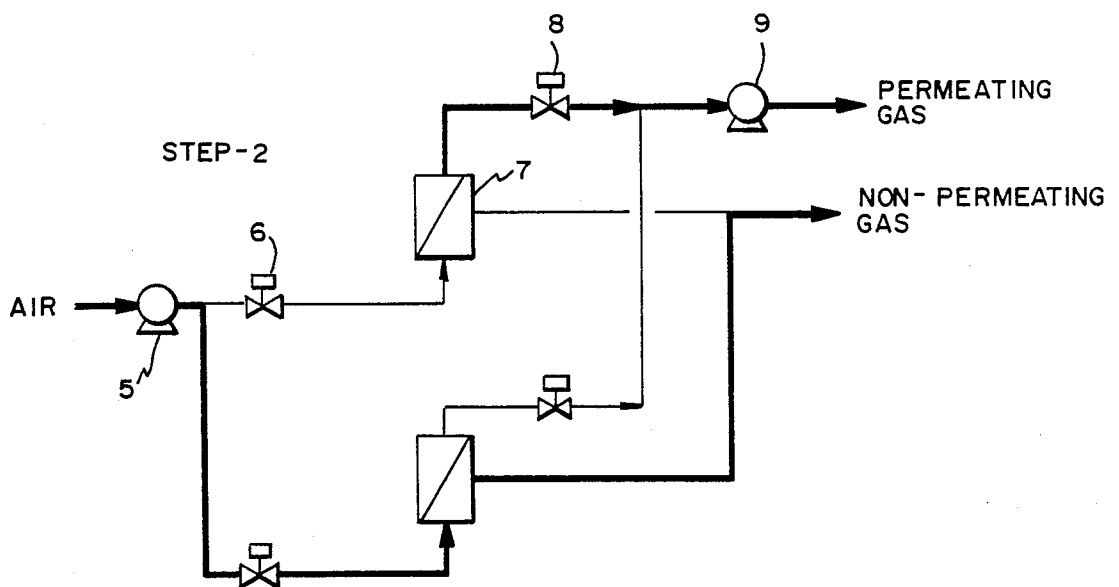 8
9
PERMEATING
GAS
STEP-2
7
NON-PERMEATING
GAS
6
AIR
5